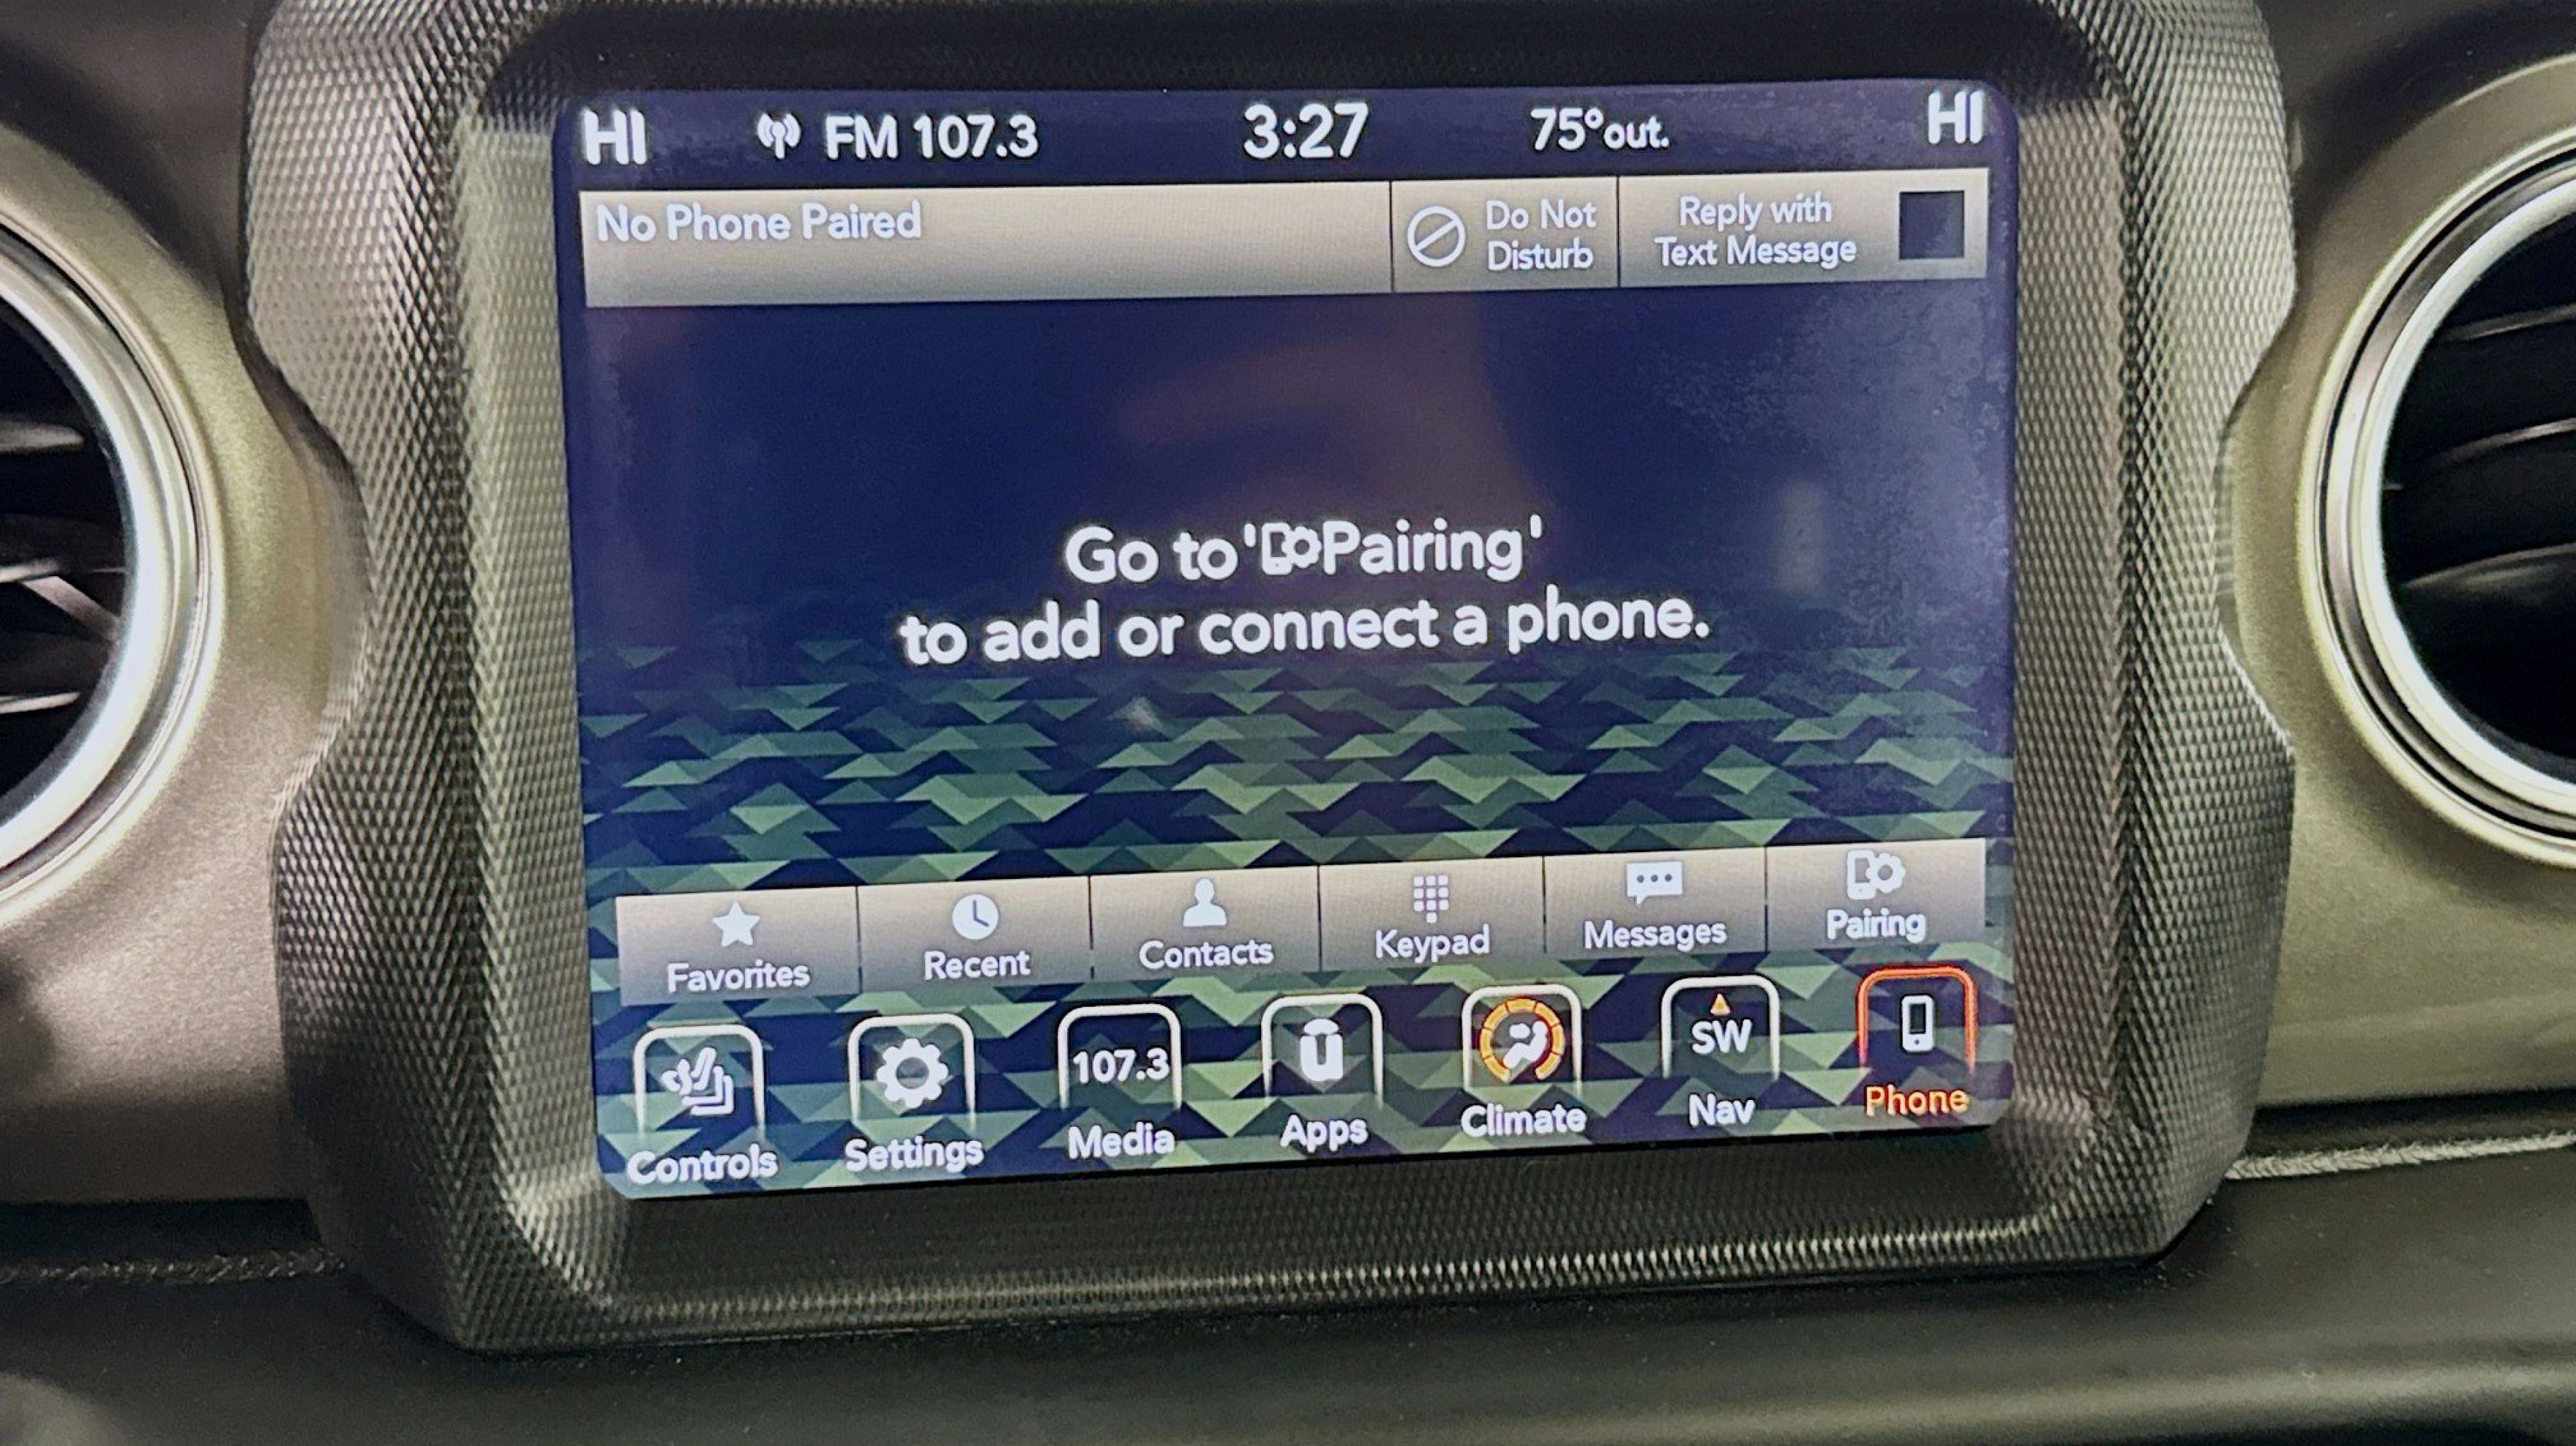 HI FM 107.3 3:27 75°out. HI
No Phone Paired
Do Not
Disturb
Reply with
Text Message
Go to 'Pairing'
to add or connect a phone.
Favorites Recent Contacts Keypad Messages Pairing
107.3 SW
Controls Settings Media Apps Climate Nav Phone